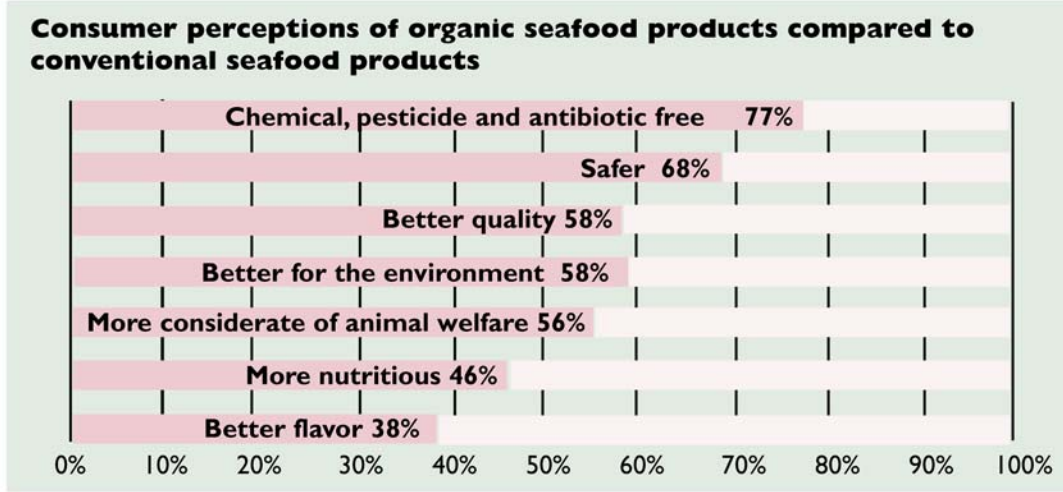 Consumer perceptions of organic seafood products compared to
conventional seafood products
Chemical, pesticide and antibiotic free 77%
Safer 68%
Better quality 58%
Better for the environment 58%
More considerate of animal welfare 56%
More nutritious 46%
Better flavor 38%
0% 10% 20% 30% 40% 50% 60% 70% 80% 90% 100%